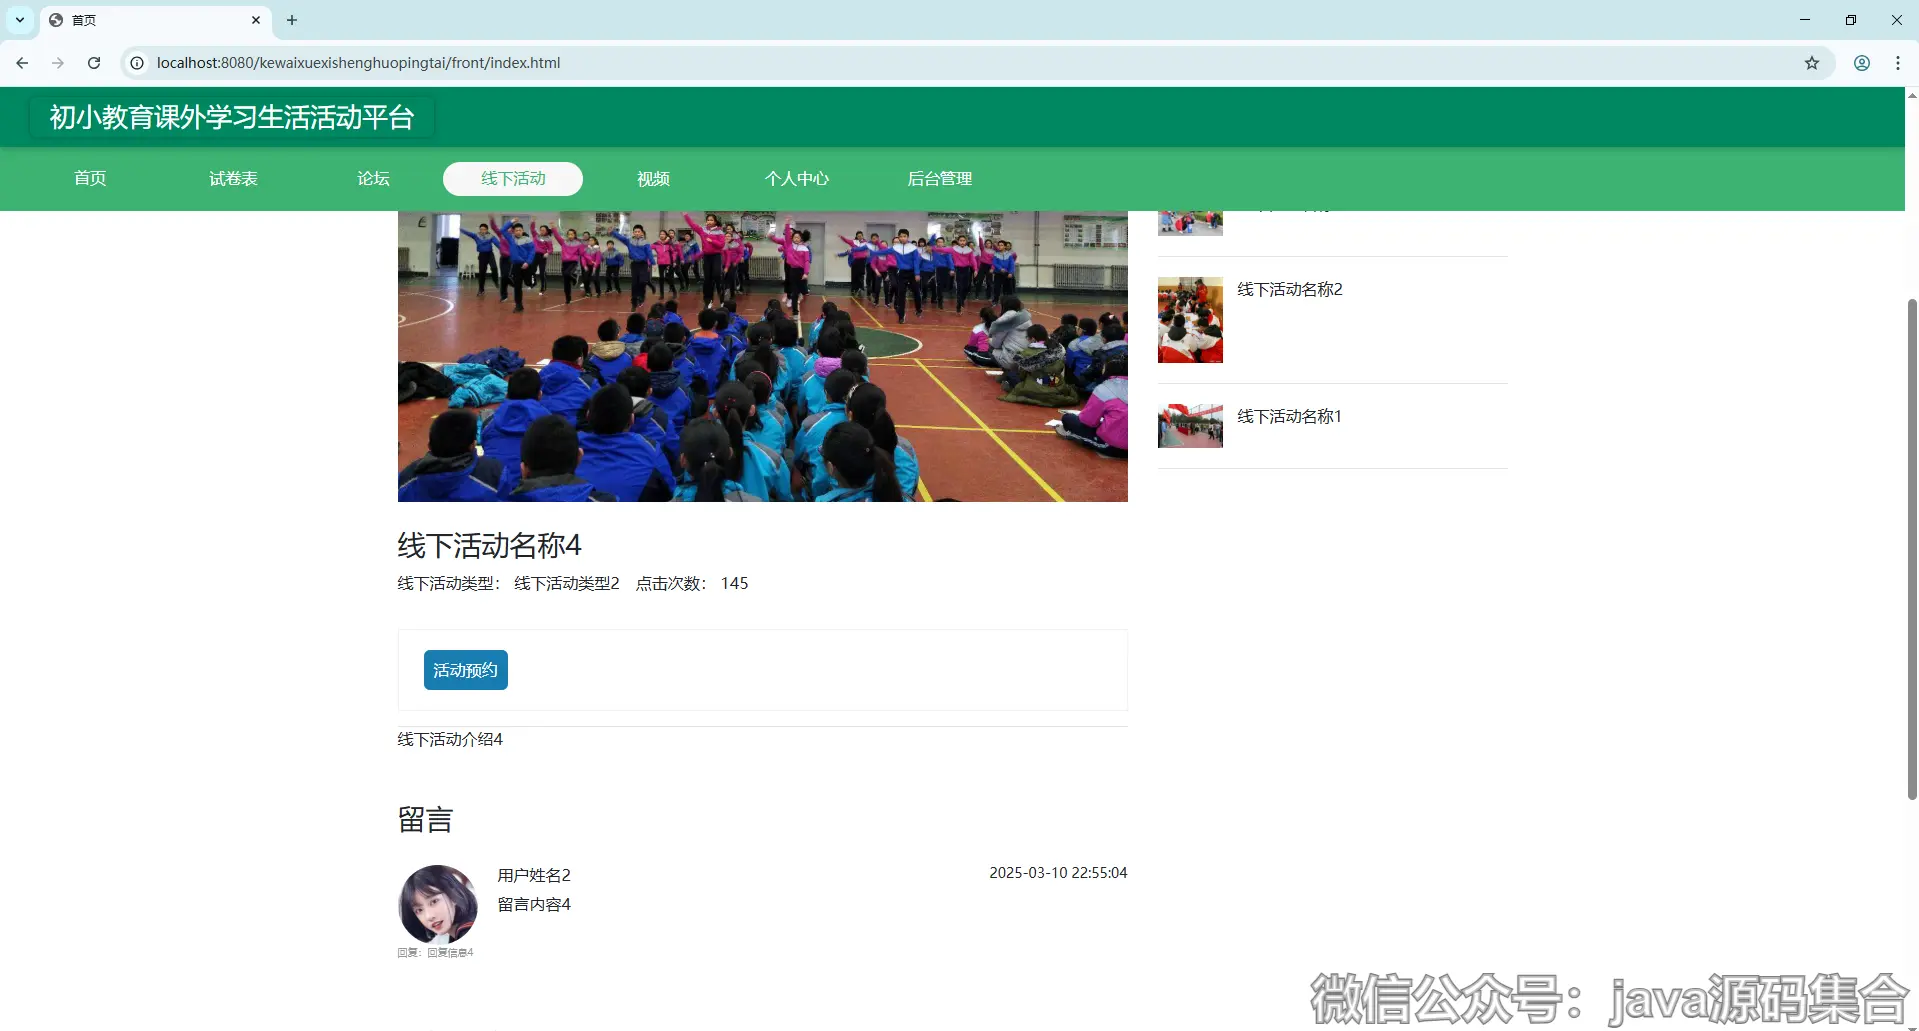 首页
localhost:8080/kewaixuexishenghuopingtai/front/index.html
初小教育课外学习生活活动平台
首页 试卷表 论坛 线下活动 视频 个人中心 后台管理
线下活动名称2
线下活动名称1
线下活动名称4
线下活动类型： 线下活动类型2 点击次数： 145
活动预约
线下活动介绍4
留言
用户姓名2
2025-03-10 22:55:04
留言内容4
回复：回复信息4
微信公众号：java源码集合